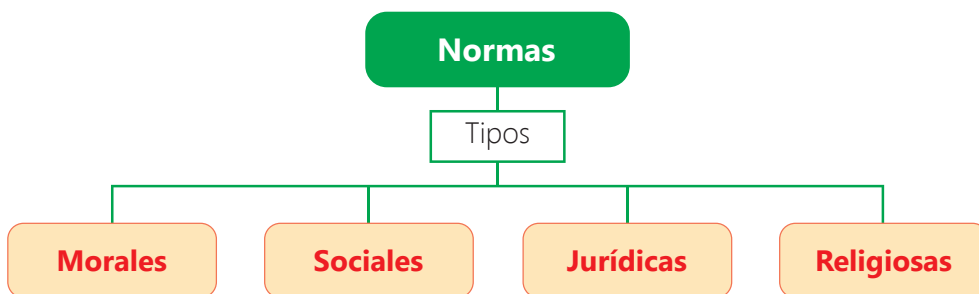 Normas
Tipos
Morales
Sociales
Jurídicas
Religiosas